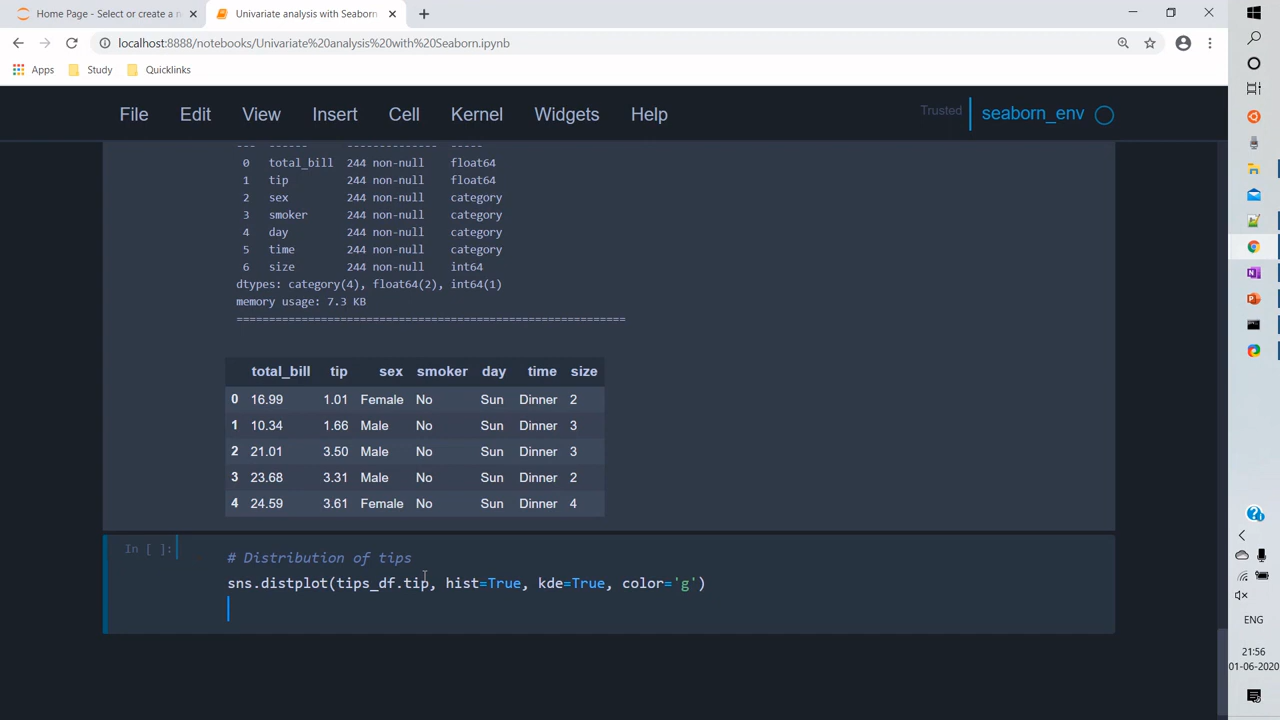 Home Page - Select or create a n
Univariate analysis with Seaborn
localhost:8888/notebooks/Univariate%20analysis%20with%20Seaborn.ipynb
Apps Study Quicklinks
File Edit View Insert Cell Kernel Widgets Help Trusted seaborn_env
--- ------ -------------- -----
0 total_bill 244 non-null float64
1 tip 244 non-null float64
2 sex 244 non-null category
3 smoker 244 non-null category
4 day 244 non-null category
5 time 244 non-null category
6 size 244 non-null int64
dtypes: category(4), float64(2), int64(1)
memory usage: 7.3 KB
============================================================
total_bill tip sex smoker day time size
0 16.99 1.01 Female No Sun Dinner 2
1 10.34 1.66 Male No Sun Dinner 3
2 21.01 3.50 Male No Sun Dinner 3
3 23.68 3.31 Male No Sun Dinner 2
4 24.59 3.61 Female No Sun Dinner 4
In [ ]:
# Distribution of tips
sns.distplot(tips_df.tip, hist=True, kde=True, color='g')
ENG
21:56
01-06-2020